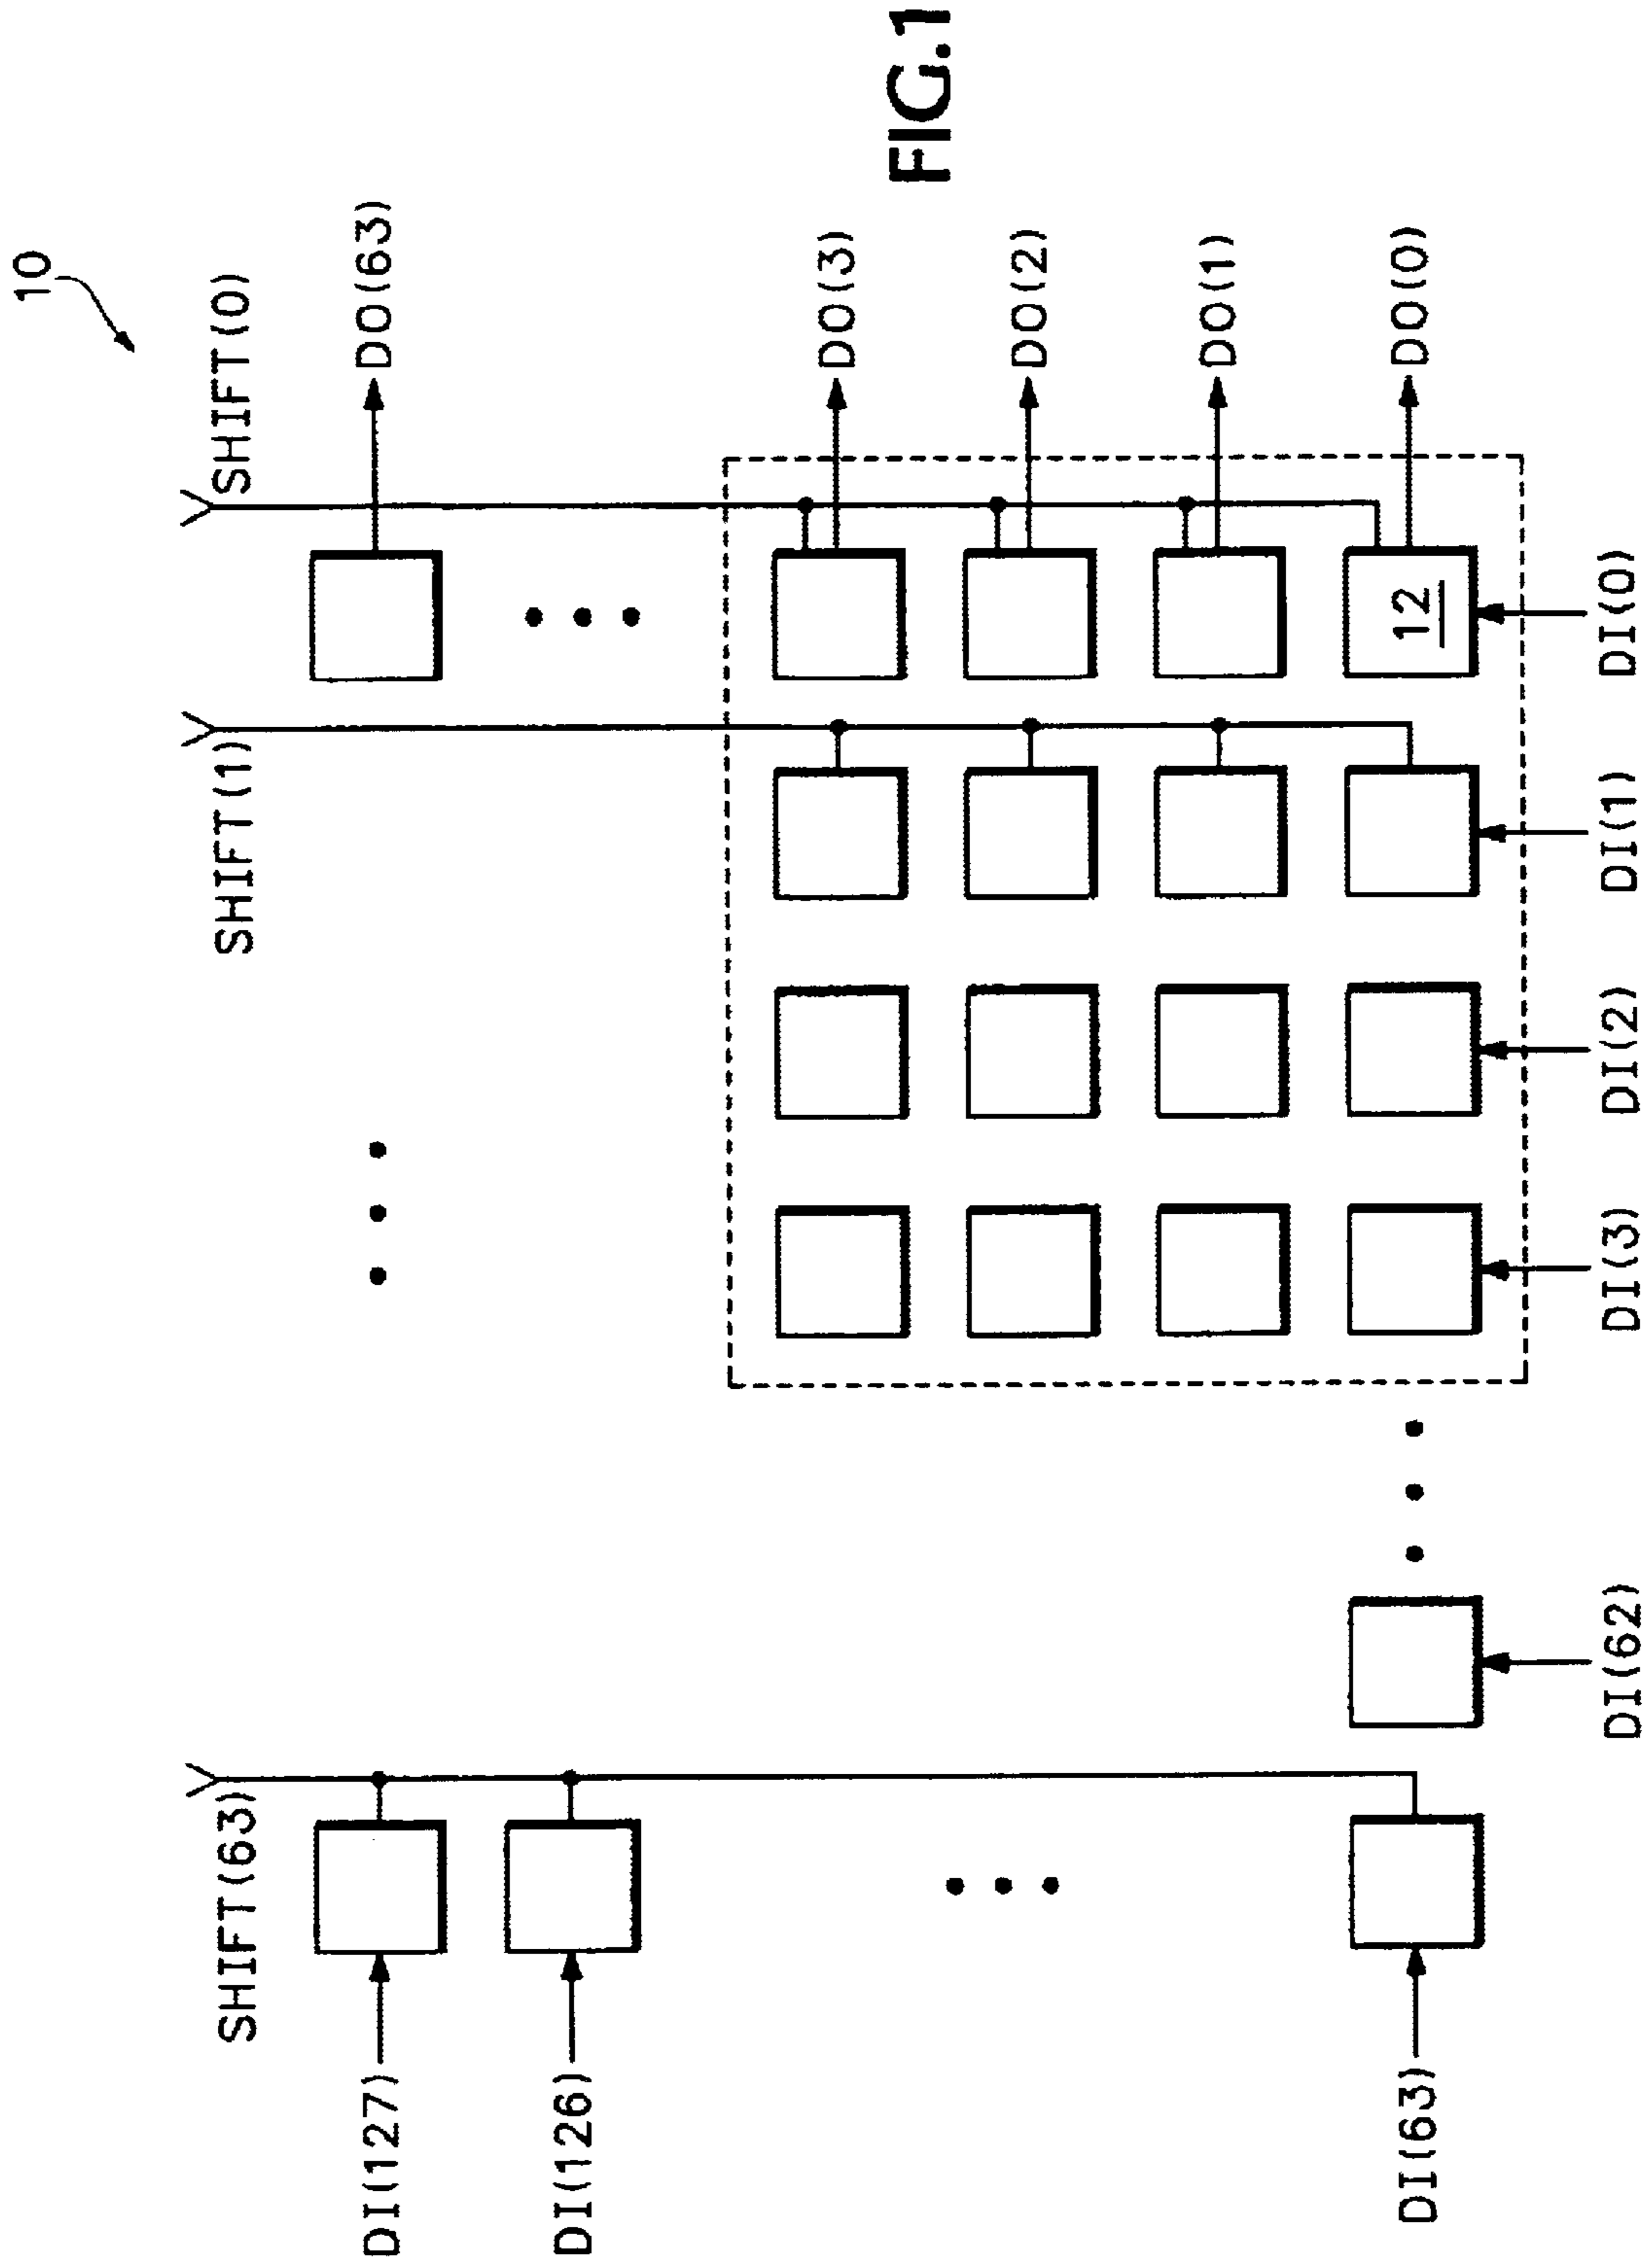 10
SHIFT(63)
SHIFT(1)
SHIFT(0)
DI(127)
DO(63)
DI(126)
DO(3)
DO(2)
DO(1)
DI(63)
12
DO(0)
DI(62)
DI(3)
DI(2)
DI(1)
DI(0)
FIG.1